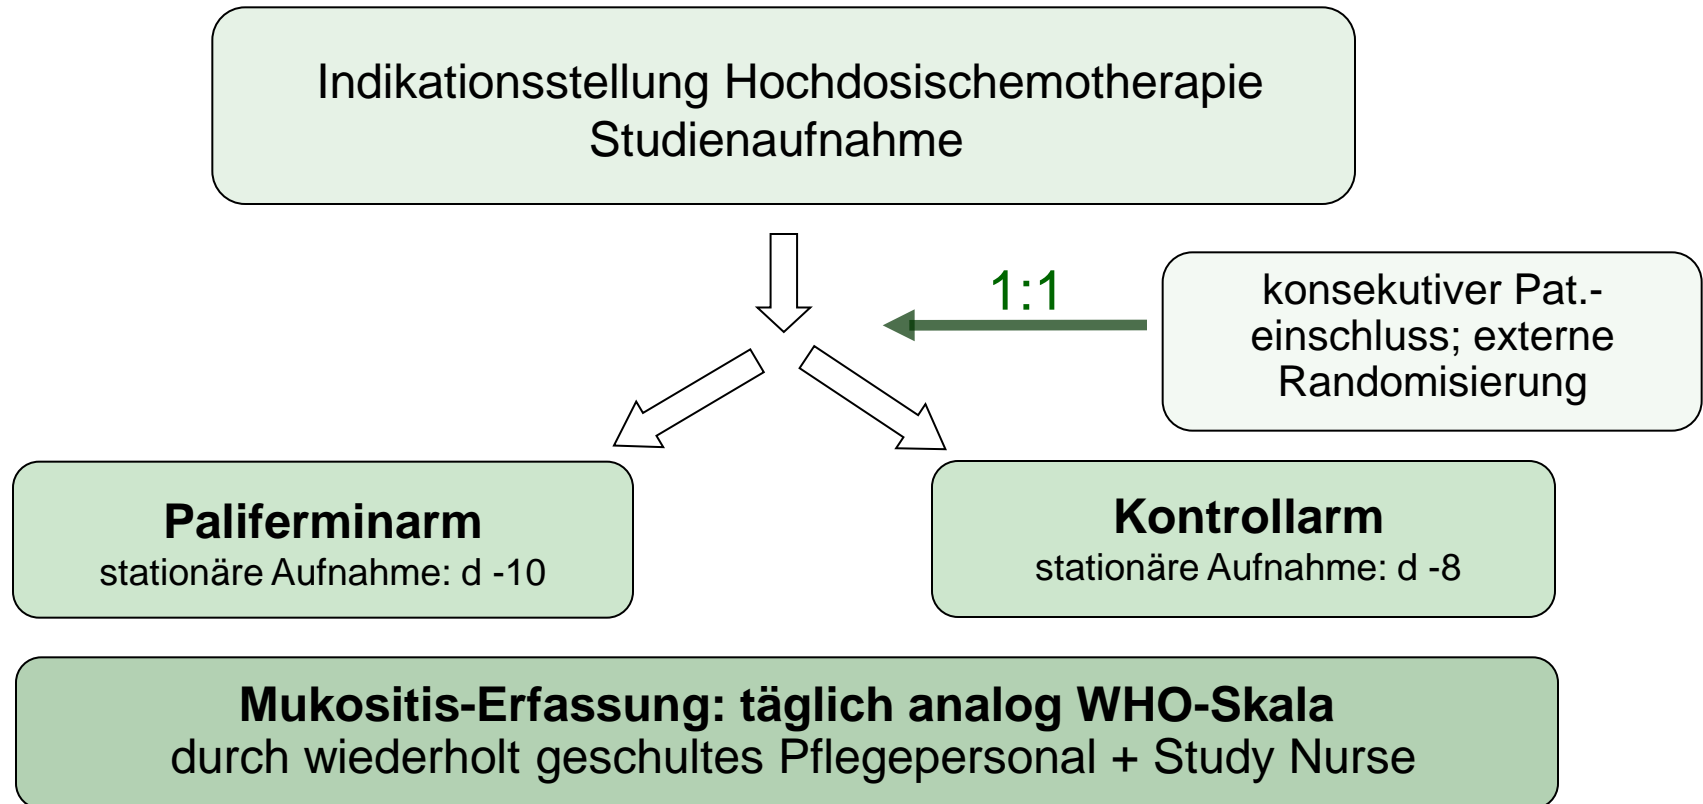 Indikationsstellung Hochdosischemotherapie
Studienaufnahme
1:1
konsekutiver Pat.-
einschluss; externe
Randomisierung
Paliferminarm
stationäre Aufnahme: d -10
Kontrollarm
stationäre Aufnahme: d -8
Mukositis-Erfassung: täglich analog WHO-Skala
durch wiederholt geschultes Pflegepersonal + Study Nurse